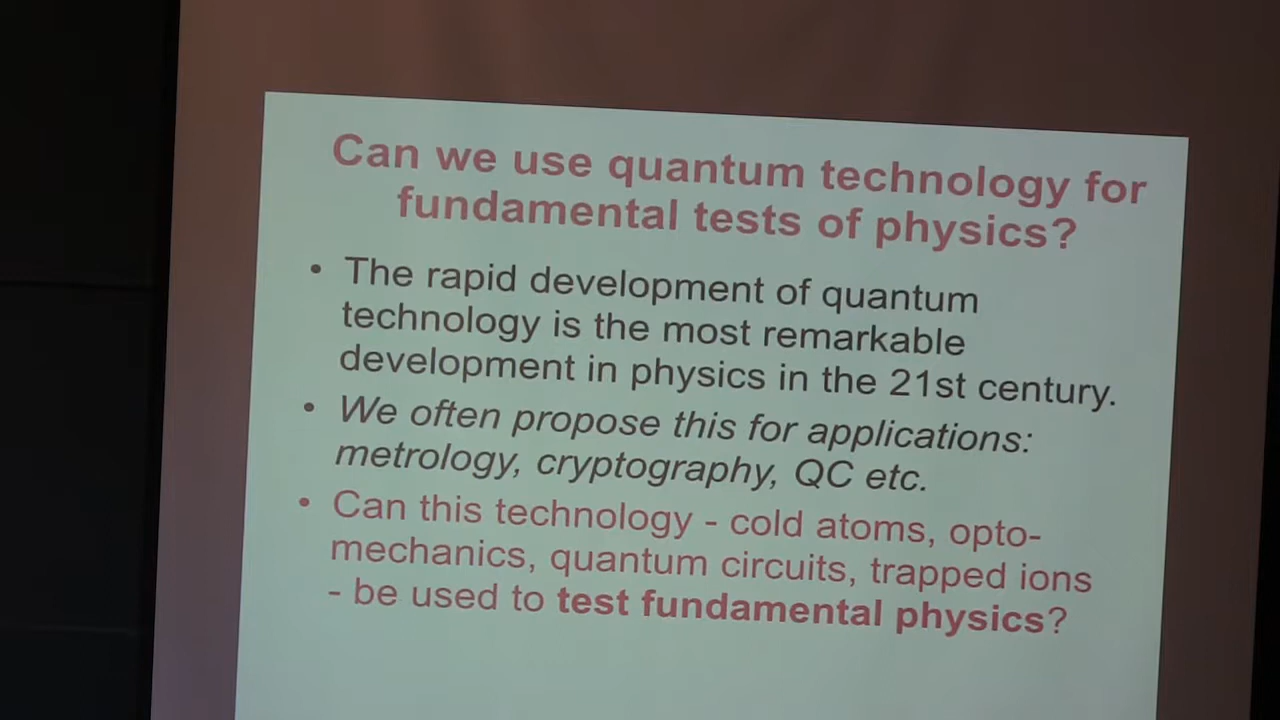 Can we use quantum technology for
fundamental tests of physics?
• The rapid development of quantum
technology is the most remarkable
development in physics in the 21st century.
• We often propose this for applications:
metrology, cryptography, QC etc.
• Can this technology - cold atoms, opto-
mechanics, quantum circuits, trapped ions
- be used to test fundamental physics?